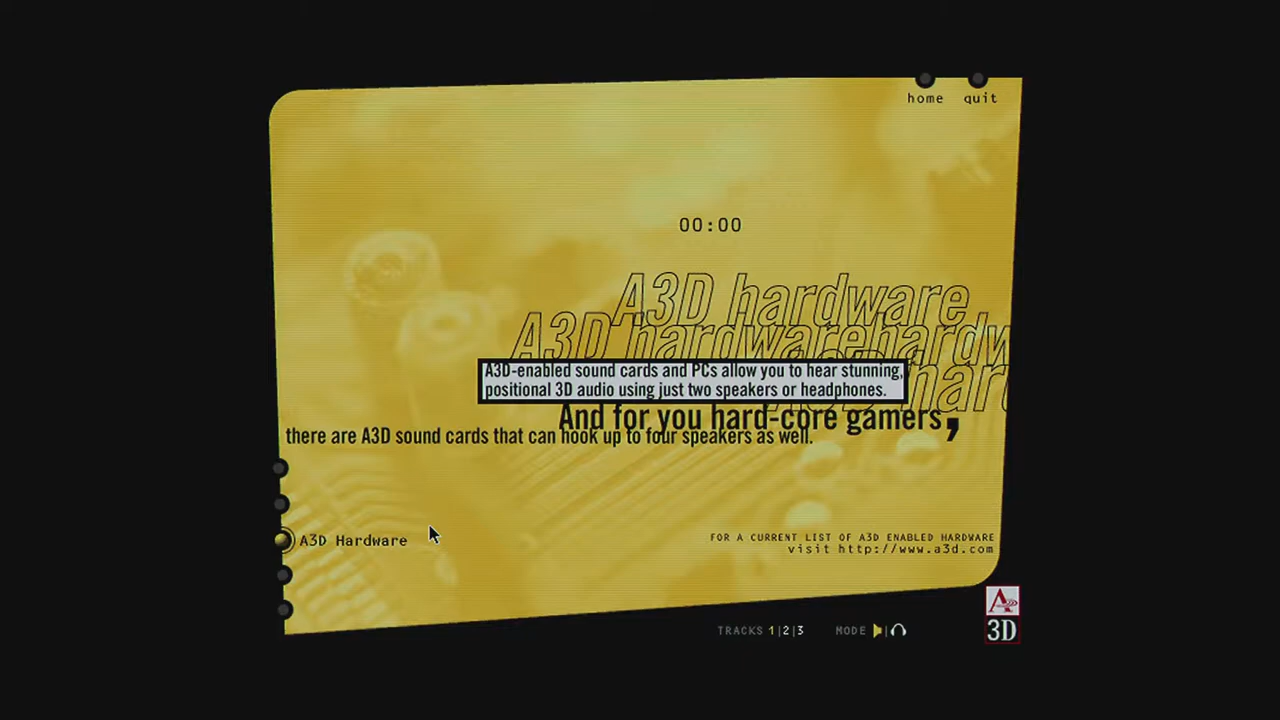 home quit
00:00
A3D hardware
A3D hardware hardw
A3D-enabled sound cards and PCs allow you to hear stunning,
positional 3D audio using just two speakers or headphones.
And for you hard-core gamers,
there are A3D sound cards that can hook up to four speakers as well.
A3D Hardware
FOR A CURRENT LIST OF A3D ENABLED HARDWARE
visit http://www.a3d.com
TRACKS 1|2|3 MODE
3D